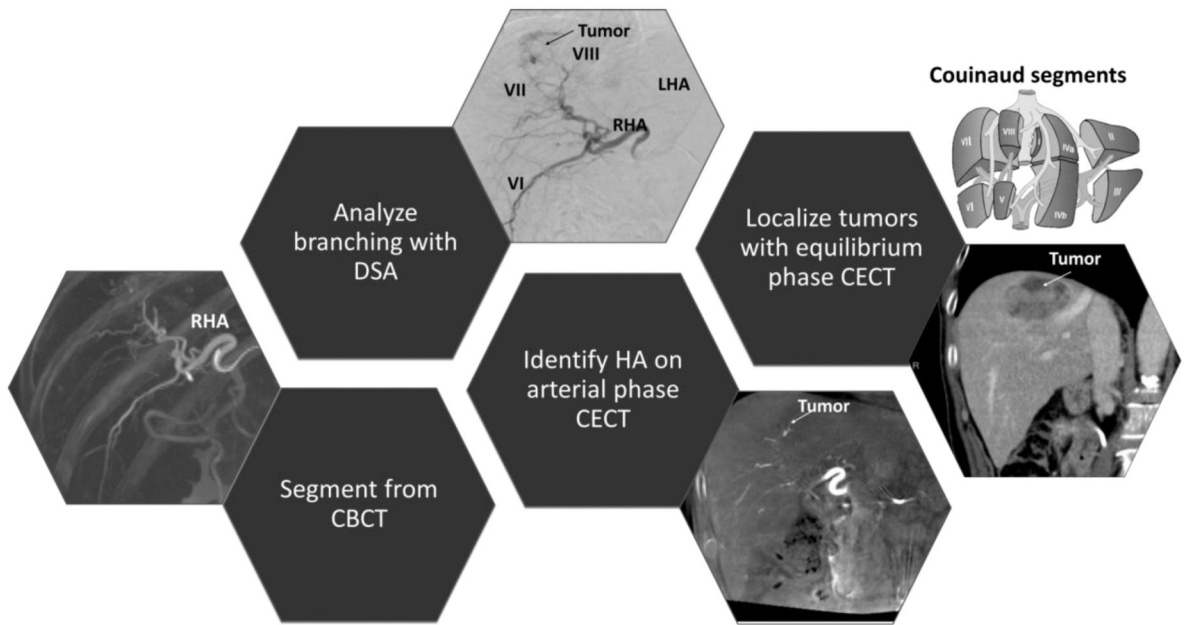 Tumor
VIII
VII
LHA
RHA
VI
Couinaud segments
VII
VIII
IVa
II
VI
V
IVb
III
Analyze
branching with
DSA
Localize tumors
with equilibrium
phase CECT
Tumor
R
RHA
Identify HA on
arterial phase
CECT
Tumor
Segment from
CBCT